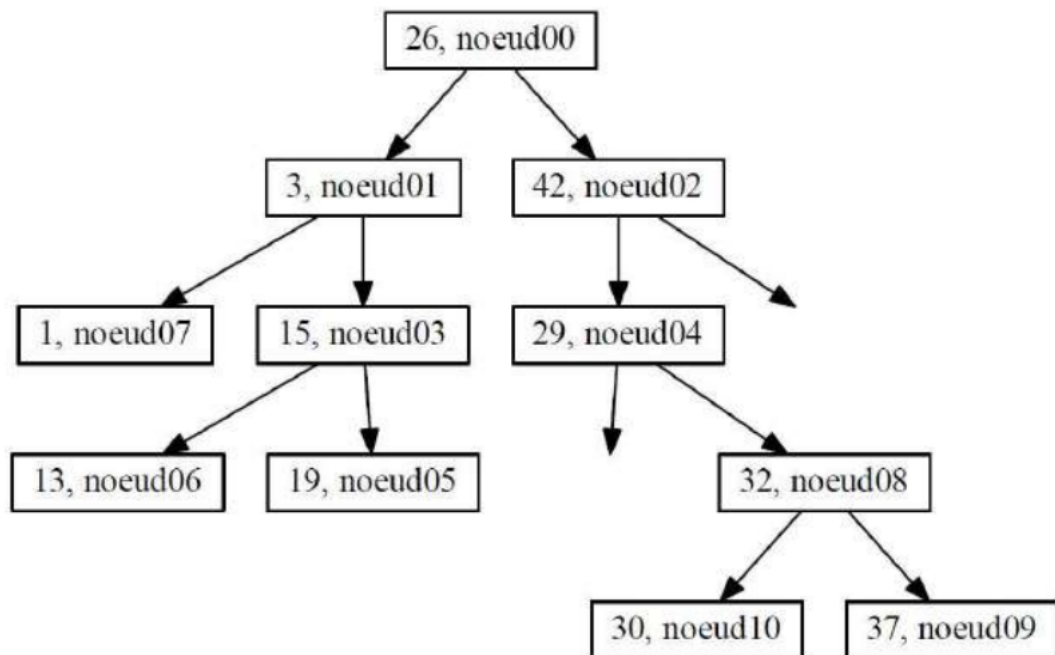 26, noeud00
3, noeud01
42, noeud02
1, noeud07
15, noeud03
29, noeud04
13, noeud06
19, noeud05
32, noeud08
30, noeud10
37, noeud09